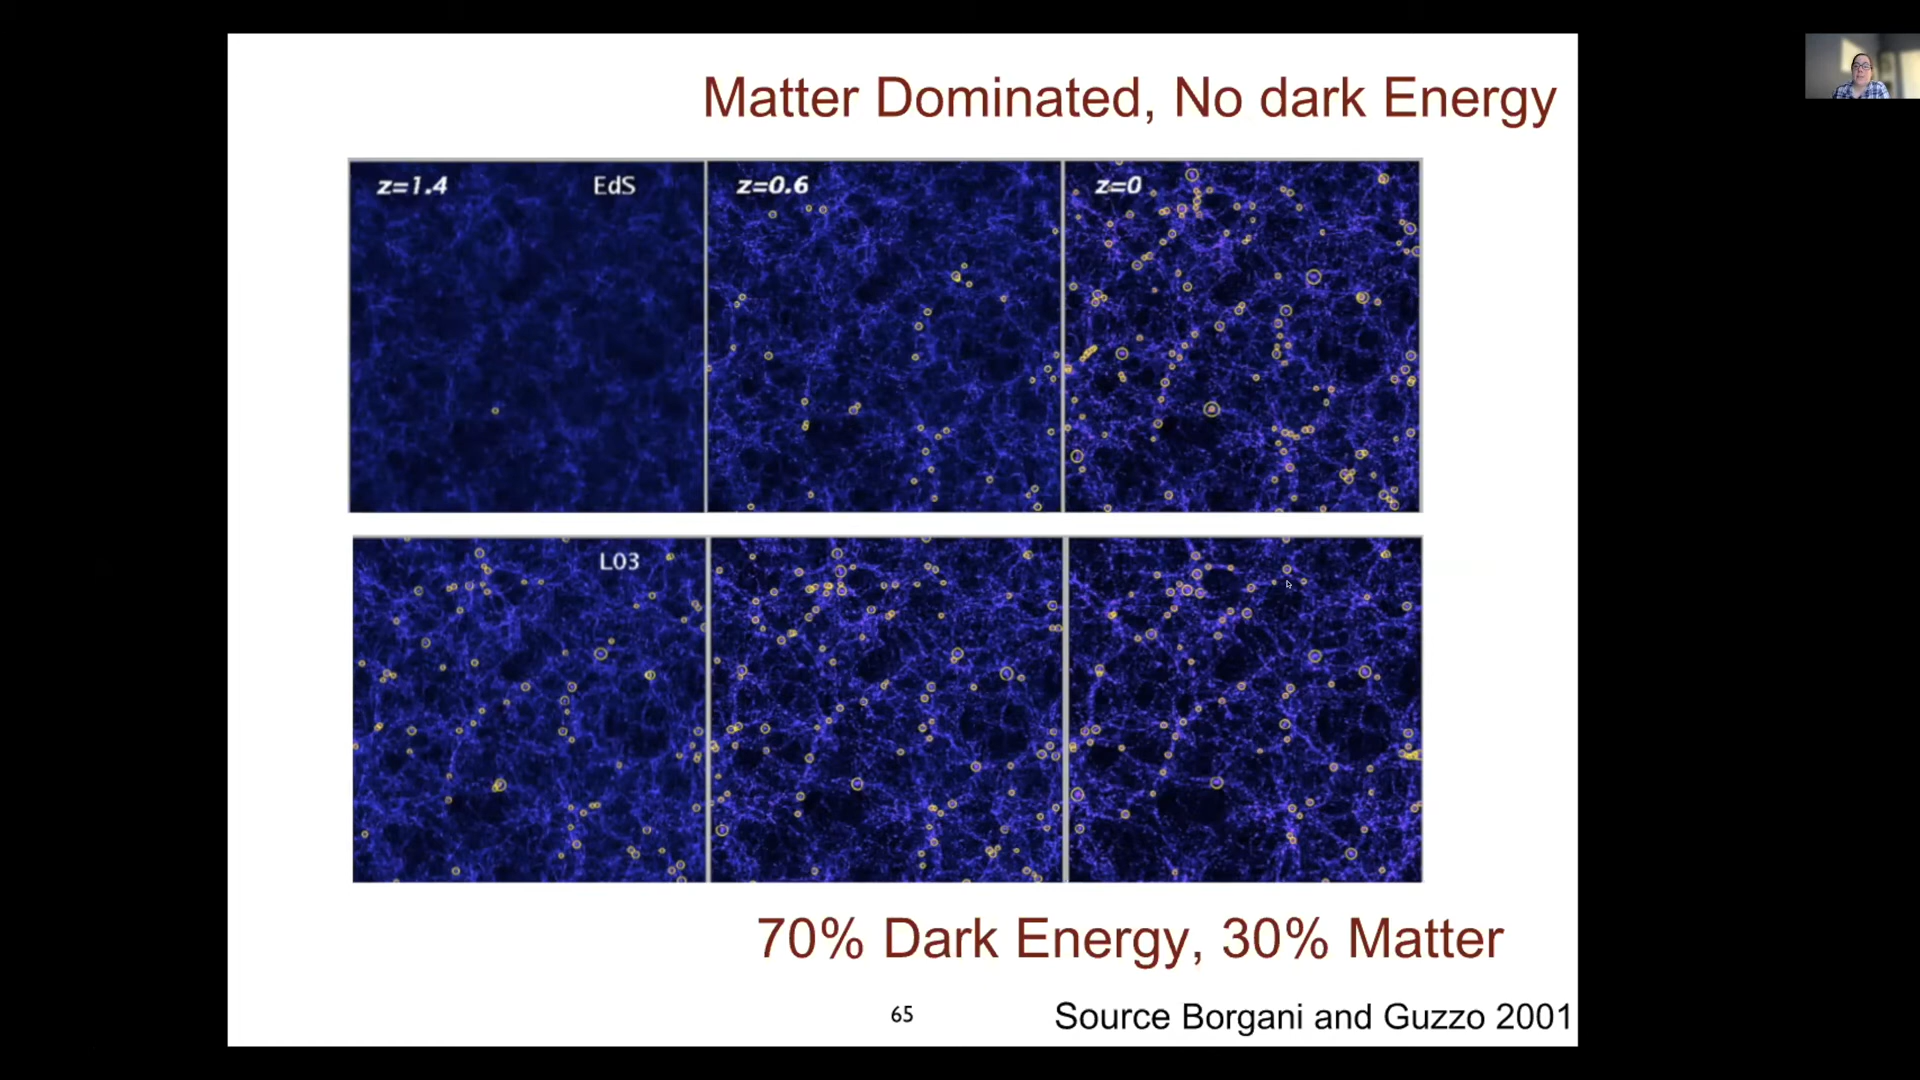 Matter Dominated, No dark Energy
z=1.4 EdS z=0.6 z=0
L03
70% Dark Energy, 30% Matter
65
Source Borgani and Guzzo 2001